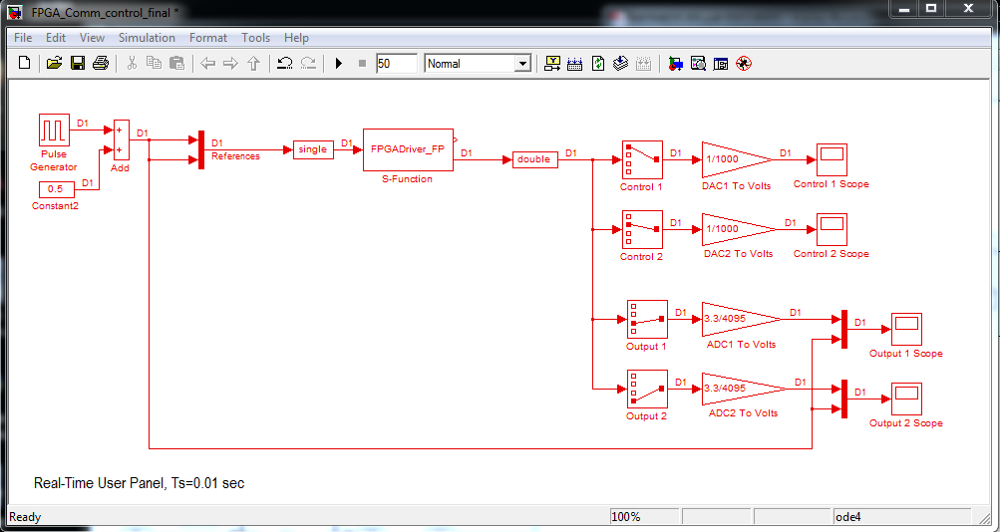 FPGA_Comm_control_final *
File Edit View Simulation Format Tools Help
50 Normal
D1
Pulse
Generator
0.5
D1
Constant2
+
+
Add
D1
D1
References
single
D1
FPGADriver_FP
S-Function
D1
double
D1
Control 1
D1
1/1000
DAC1 To Volts
D1
Control 1 Scope
Control 2
D1
1/1000
DAC2 To Volts
D1
Control 2 Scope
Output 1
D1
3.3/4095
ADC1 To Volts
D1
D1
Output 1 Scope
Output 2
D1
3.3/4095
ADC2 To Volts
D1
D1
Output 2 Scope
Real-Time User Panel, Ts=0.01 sec
Ready 100% ode4